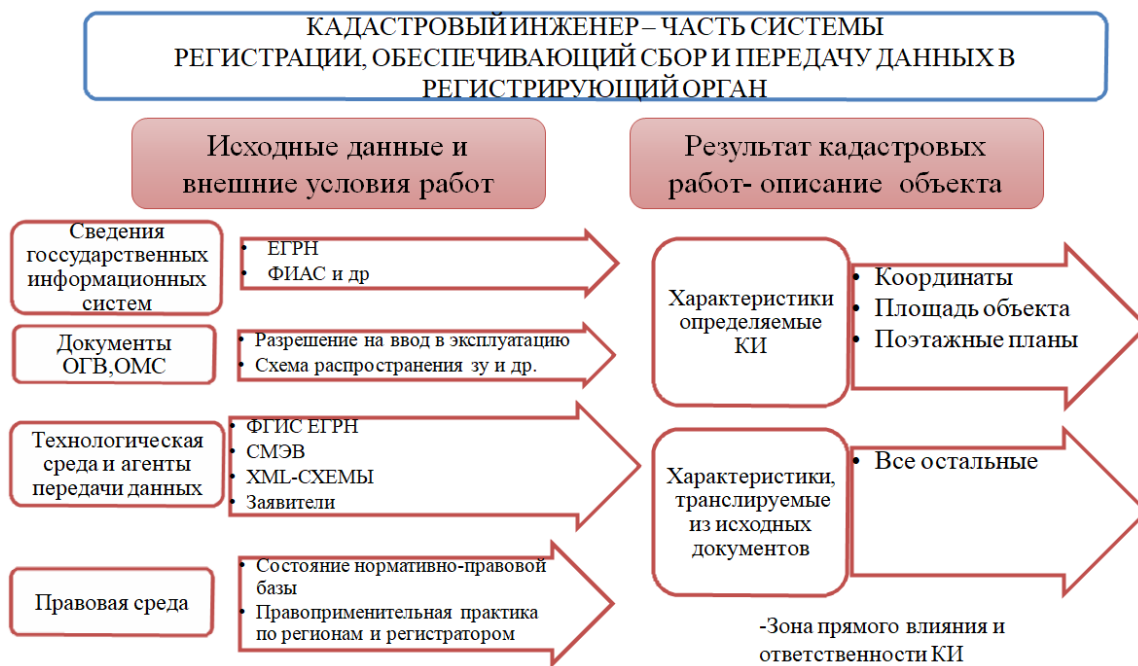 КАДАСТРОВЫЙ ИНЖЕНЕР – ЧАСТЬ СИСТЕМЫ
РЕГИСТРАЦИИ, ОБЕСПЕЧИВАЮЩИЙ СБОР И ПЕРЕДАЧУ ДАННЫХ В
РЕГИСТРИРУЮЩИЙ ОРГАН
Исходные данные и
внешние условия работ
Результат кадастровых
работ- описание объекта
Сведения
госсударственных
информационных
систем
• ЕГРН
• ФИАС и др
Документы
ОГВ,ОМС
• Разрешение на ввод в эксплуатацию
• Схема распространения зу и др.
Технологическая
среда и агенты
передачи данных
• ФГИС ЕГРН
• СМЭВ
• XML-СХЕМЫ
• Заявители
Правовая среда
• Состояние нормативно-правовой
базы
• Правоприменительная практика
по регионам и регистратором
Характеристики
определяемые
КИ
• Координаты
• Площадь объекта
• Поэтажные планы
Характеристики,
транслируемые
из исходных
документов
• Все остальные
-Зона прямого влияния и
ответственности КИ